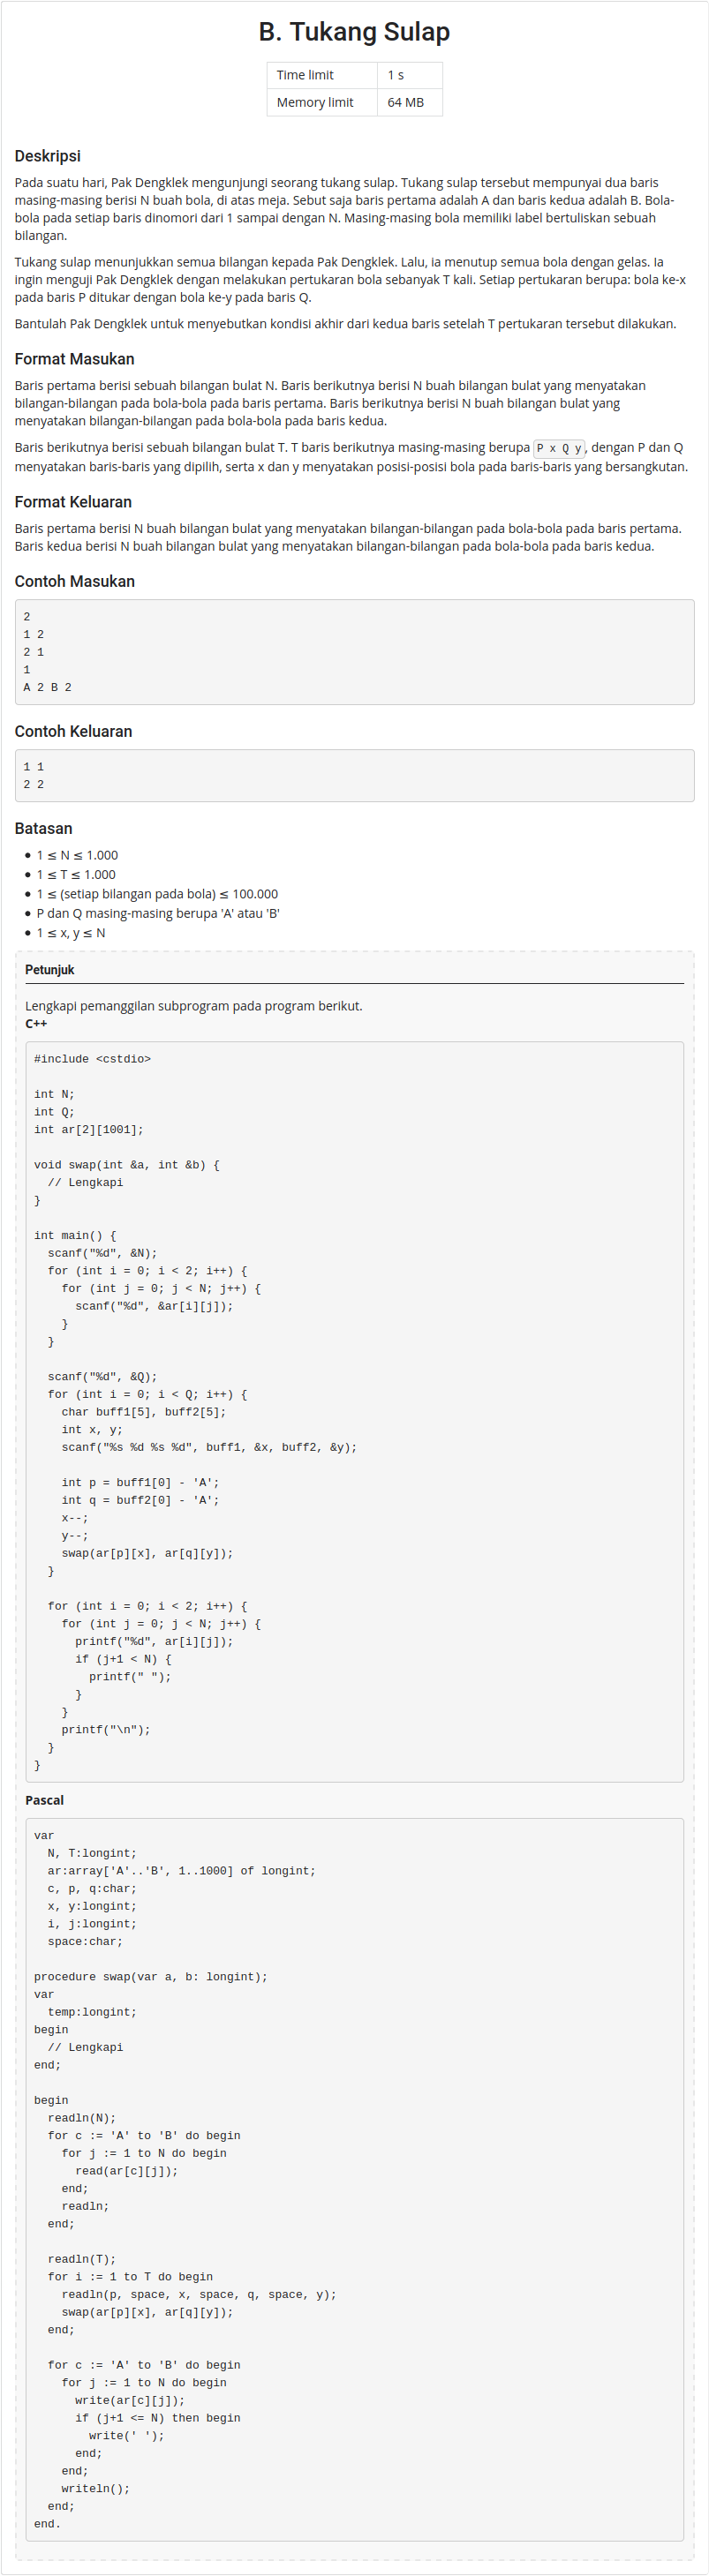 B. Tukang Sulap
Time limit 1 s
Memory limit 64 MB
Deskripsi
Pada suatu hari, Pak Dengklek mengunjungi seorang tukang sulap. Tukang sulap tersebut mempunyai dua baris
masing-masing berisi N buah bola, di atas meja. Sebut saja baris pertama adalah A dan baris kedua adalah B. Bola-
bola pada setiap baris dinomori dari 1 sampai dengan N. Masing-masing bola memiliki label bertuliskan sebuah
bilangan.
Tukang sulap menunjukkan semua bilangan kepada Pak Dengklek. Lalu, ia menutup semua bola dengan gelas. Ia
ingin menguji Pak Dengklek dengan melakukan pertukaran bola sebanyak T kali. Setiap pertukaran berupa: bola ke-x
pada baris P ditukar dengan bola ke-y pada baris Q.
Bantulah Pak Dengklek untuk menyebutkan kondisi akhir dari kedua baris setelah T pertukaran tersebut dilakukan.
Format Masukan
Baris pertama berisi sebuah bilangan bulat N. Baris berikutnya berisi N buah bilangan bulat yang menyatakan
bilangan-bilangan pada bola-bola pada baris pertama. Baris berikutnya berisi N buah bilangan bulat yang
menyatakan bilangan-bilangan pada bola-bola pada baris kedua.
Baris berikutnya berisi sebuah bilangan bulat T. T baris berikutnya masing-masing berupa P x Q y, dengan P dan Q
menyatakan baris-baris yang dipilih, serta x dan y menyatakan posisi-posisi bola pada baris-baris yang bersangkutan.
Format Keluaran
Baris pertama berisi N buah bilangan bulat yang menyatakan bilangan-bilangan pada bola-bola pada baris pertama.
Baris kedua berisi N buah bilangan bulat yang menyatakan bilangan-bilangan pada bola-bola pada baris kedua.
Contoh Masukan
2
1 2
2 1
1
A 2 B 2
Contoh Keluaran
1 1
2 2
Batasan
• 1 ≤ N ≤ 1.000
• 1 ≤ T ≤ 1.000
• 1 ≤ (setiap bilangan pada bola) ≤ 100.000
• P dan Q masing-masing berupa 'A' atau 'B'
• 1 ≤ x, y ≤ N
Petunjuk
Lengkapi pemanggilan subprogram pada program berikut.
C++
#include <cstdio>
int N;
int Q;
int ar[2][1001];
void swap(int &a, int &b) {
// Lengkapi
}
int main() {
scanf("%d", &N);
for (int i = 0; i < 2; i++) {
for (int j = 0; j < N; j++) {
scanf("%d", &ar[i][j]);
}
}
scanf("%d", &Q);
for (int i = 0; i < Q; i++) {
char buff1[5], buff2[5];
int x, y;
scanf("%s %d %s %d", buff1, &x, buff2, &y);
int p = buff1[0] - 'A';
int q = buff2[0] - 'A';
x--;
y--;
swap(ar[p][x], ar[q][y]);
}
for (int i = 0; i < 2; i++) {
for (int j = 0; j < N; j++) {
printf("%d", ar[i][j]);
if (j+1 < N) {
printf(" ");
}
}
printf("\n");
}
}
Pascal
var
N, T:longint;
ar:array['A'..'B', 1..1000] of longint;
c, p, q:char;
x, y:longint;
i, j:longint;
space:char;
procedure swap(var a, b: longint);
var
temp:longint;
begin
// Lengkapi
end;
begin
readln(N);
for c := 'A' to 'B' do begin
for j := 1 to N do begin
read(ar[c][j]);
end;
readln;
end;
readln(T);
for i := 1 to T do begin
readln(p, space, x, space, q, space, y);
swap(ar[p][x], ar[q][y]);
end;
for c := 'A' to 'B' do begin
for j := 1 to N do begin
write(ar[c][j]);
if (j+1 <= N) then begin
write(' ');
end;
end;
writeln();
end;
end.